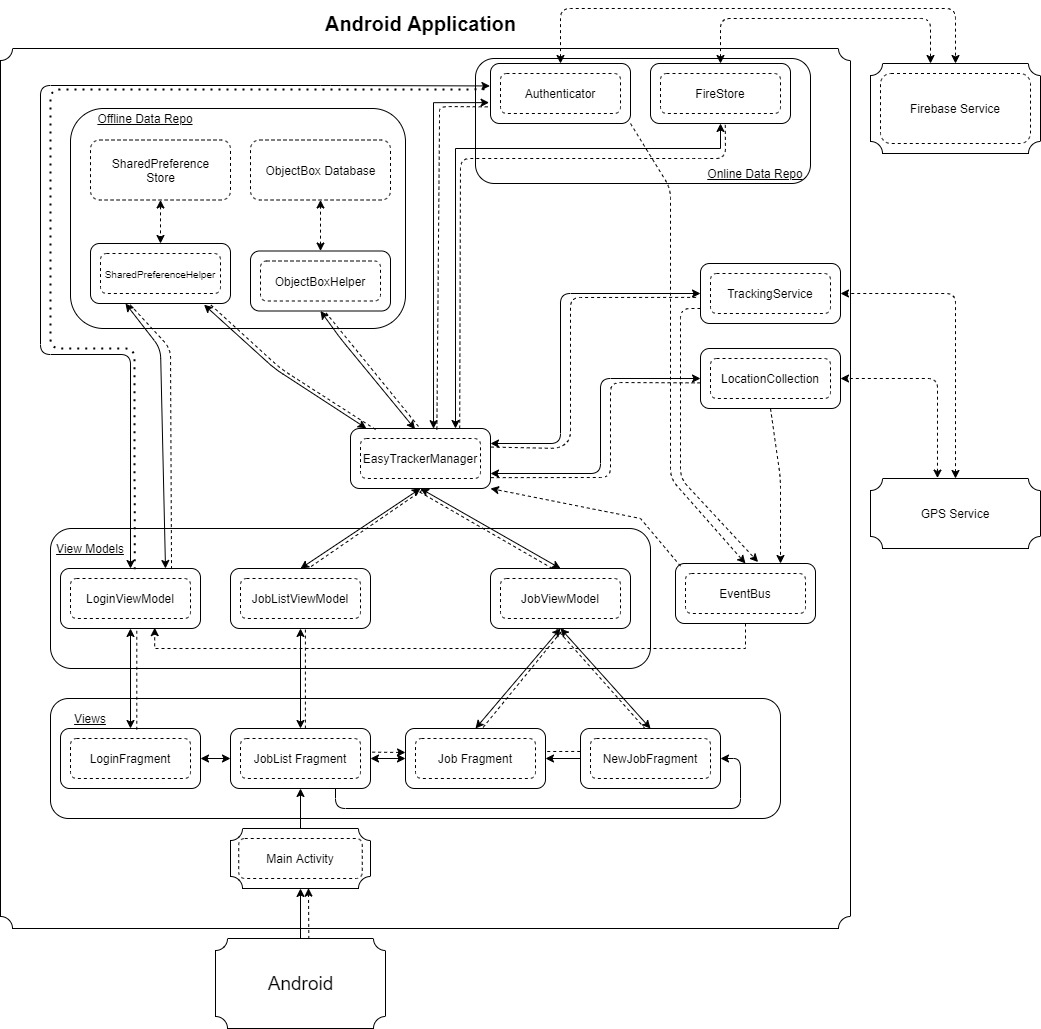 Android Application
Authenticator
FireStore
Firebase Service
Offline Data Repo
SharedPreference
Store
ObjectBox Database
Online Data Repo
SharedPreferenceHelper
ObjectBoxHelper
TrackingService
LocationCollection
EasyTrackerManager
GPS Service
View Models
LoginViewModel
JobListViewModel
JobViewModel
EventBus
Views
LoginFragment
JobList Fragment
Job Fragment
NewJobFragment
Main Activity
Android